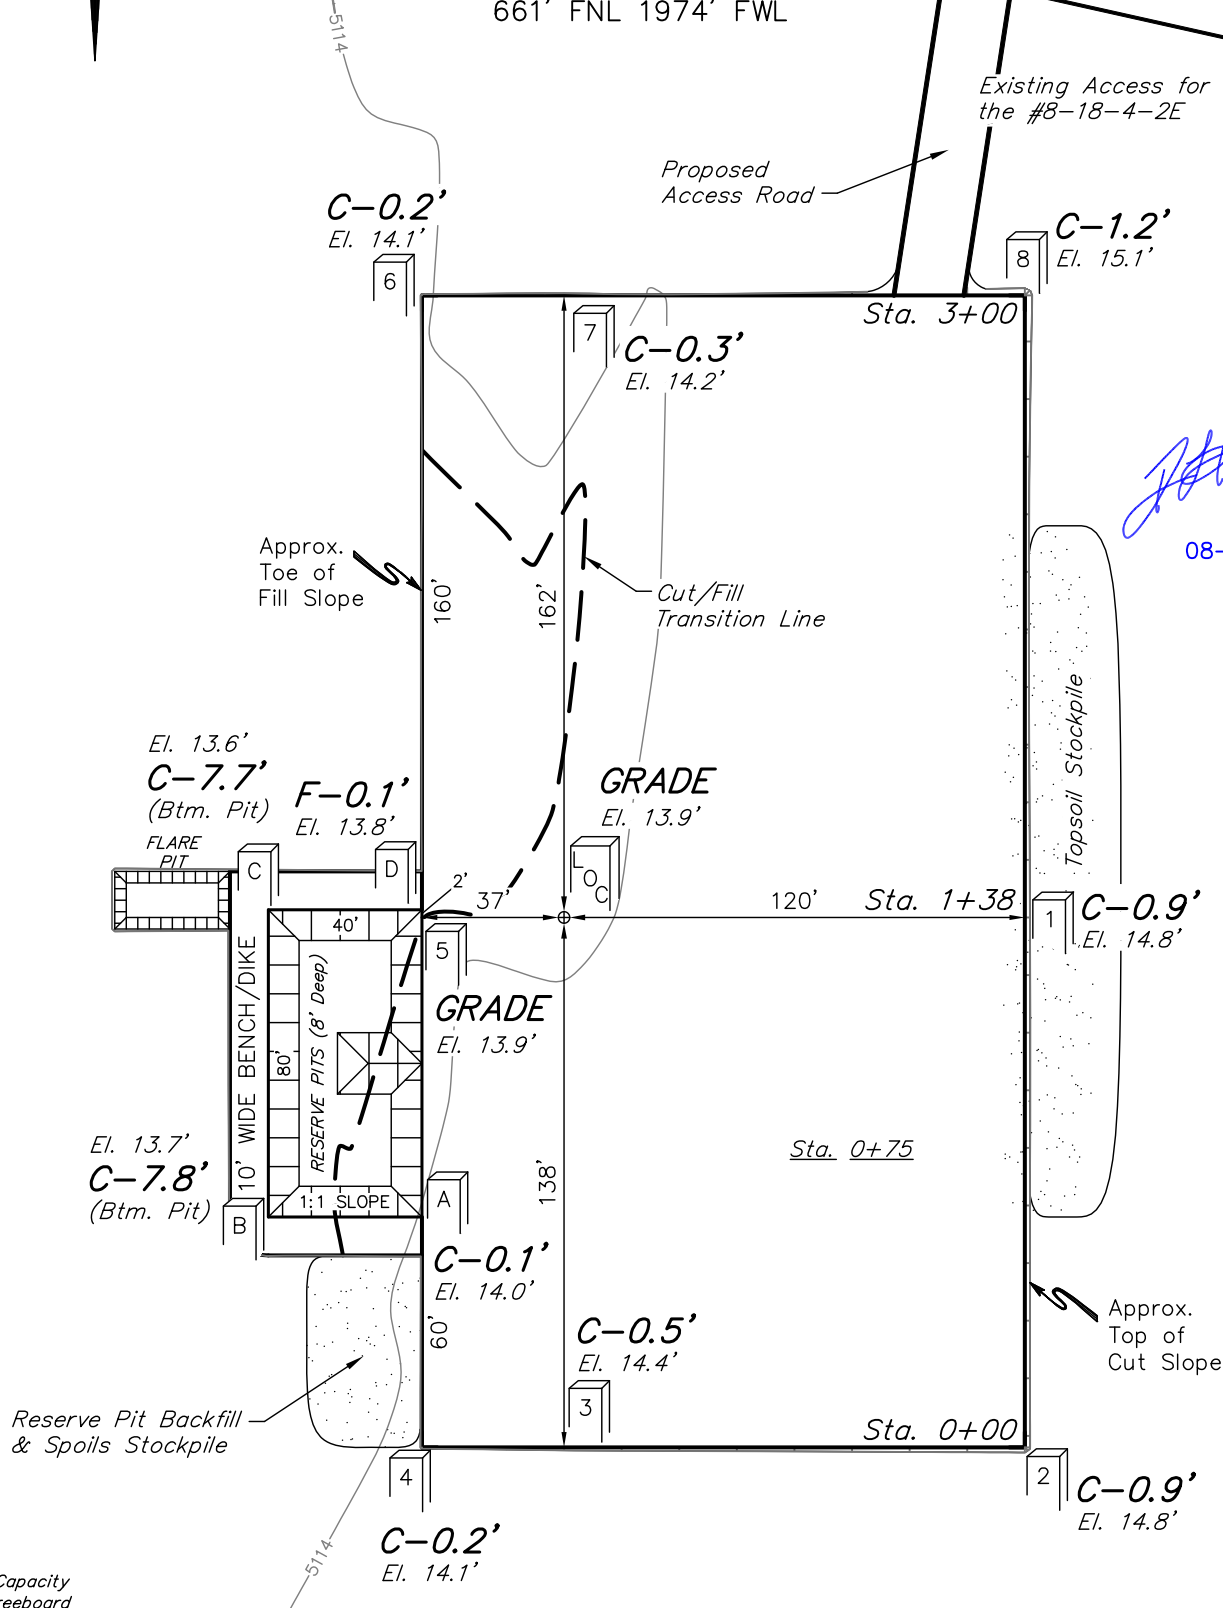 661' FNL 1974' FWL
5114
Existing Access for
the #8-18-4-2E
Proposed
Access Road
C-0.2'
El. 14.1'
6
8
C-1.2'
El. 15.1'
Sta. 3+00
7
C-0.3'
El. 14.2'
Approx.
Toe of
Fill Slope
160'
162'
Cut/Fill
Transition Line
08-
Topsoil Stockpile
El. 13.6'
C-7.7'
(Btm. Pit)
F-0.1'
El. 13.8'
FLARE
PIT
C
D
GRADE
El. 13.9'
LOC
2'
37'
120'
Sta. 1+38
1
C-0.9'
El. 14.8'
40'
5
GRADE
El. 13.9'
10' WIDE BENCH/DIKE
80'
RESERVE PITS (8' Deep)
El. 13.7'
C-7.8'
(Btm. Pit)
B
1:1 SLOPE
A
138'
Sta. 0+75
C-0.1'
El. 14.0'
60'
C-0.5'
El. 14.4'
3
Approx.
Top of
Cut Slope
Reserve Pit Backfill
& Spoils Stockpile
Sta. 0+00
4
C-0.2'
El. 14.1'
2
C-0.9'
El. 14.8'
5114
Capacity
reeboard